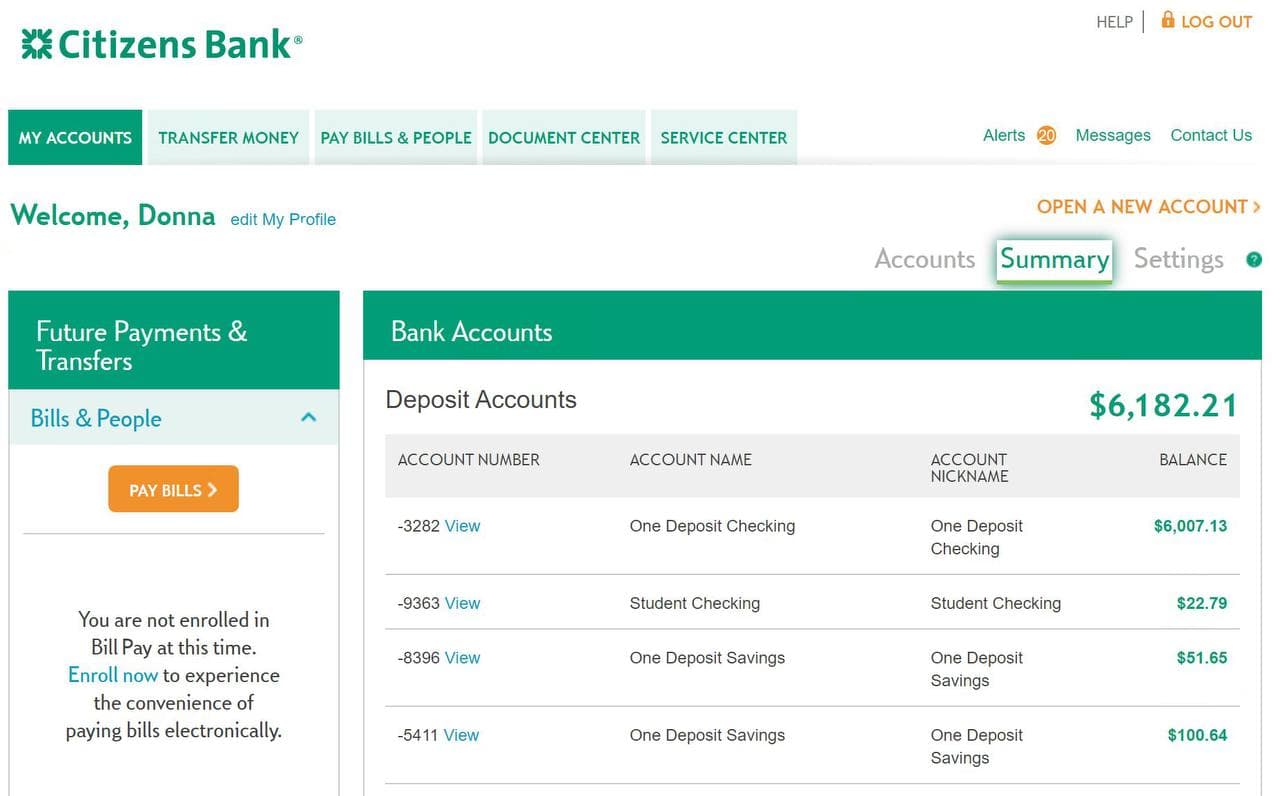 Citizens Bank®
HELP
LOG OUT
MY ACCOUNTS
TRANSFER MONEY
PAY BILLS & PEOPLE
DOCUMENT CENTER
SERVICE CENTER
Alerts 20
Messages
Contact Us
Welcome, Donna edit My Profile
OPEN A NEW ACCOUNT >
Accounts Summary Settings ?
Future Payments &
Transfers
Bills & People
PAY BILLS >
You are not enrolled in
Bill Pay at this time.
Enroll now to experience
the convenience of
paying bills electronically.
Bank Accounts
Deposit Accounts $6,182.21
ACCOUNT NUMBER ACCOUNT NAME ACCOUNT BALANCE
NICKNAME
-3282 View One Deposit Checking One Deposit $6,007.13
Checking
-9363 View Student Checking Student Checking $22.79
-8396 View One Deposit Savings One Deposit $51.65
Savings
-5411 View One Deposit Savings One Deposit $100.64
Savings